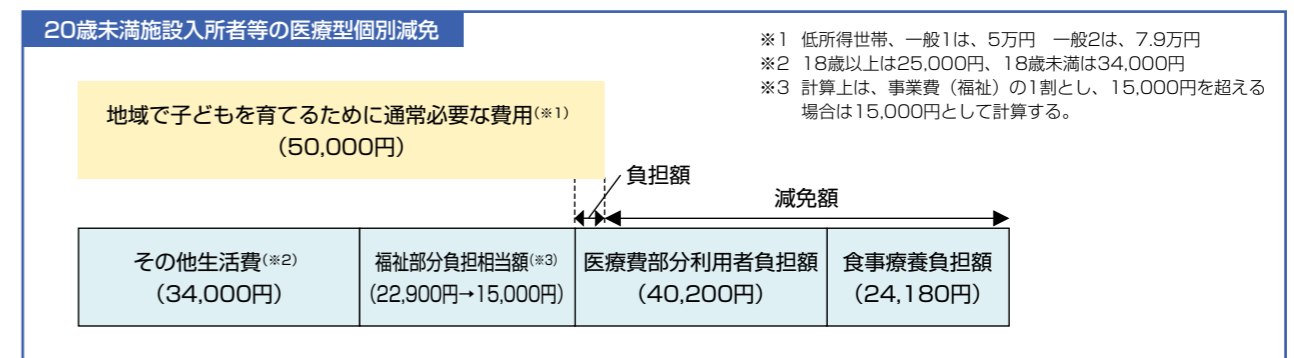 20歳未満施設入所者等の医療型個別減免
※1 低所得世帯、一般1は、5万円 一般2は、7.9万円
※2 18歳以上は25,000円、18歳未満は34,000円
※3 計算上は、事業費（福祉）の1割とし、15,000円を超える
場合は15,000円として計算する。
地域で子どもを育てるために通常必要な費用(※1)
（50,000円）
負担額
減免額
その他生活費(※2)
（34,000円）
福祉部分負担相当額(※3)
（22,900円→15,000円）
医療費部分利用者負担額
（40,200円）
食事療養負担額
（24,180円）